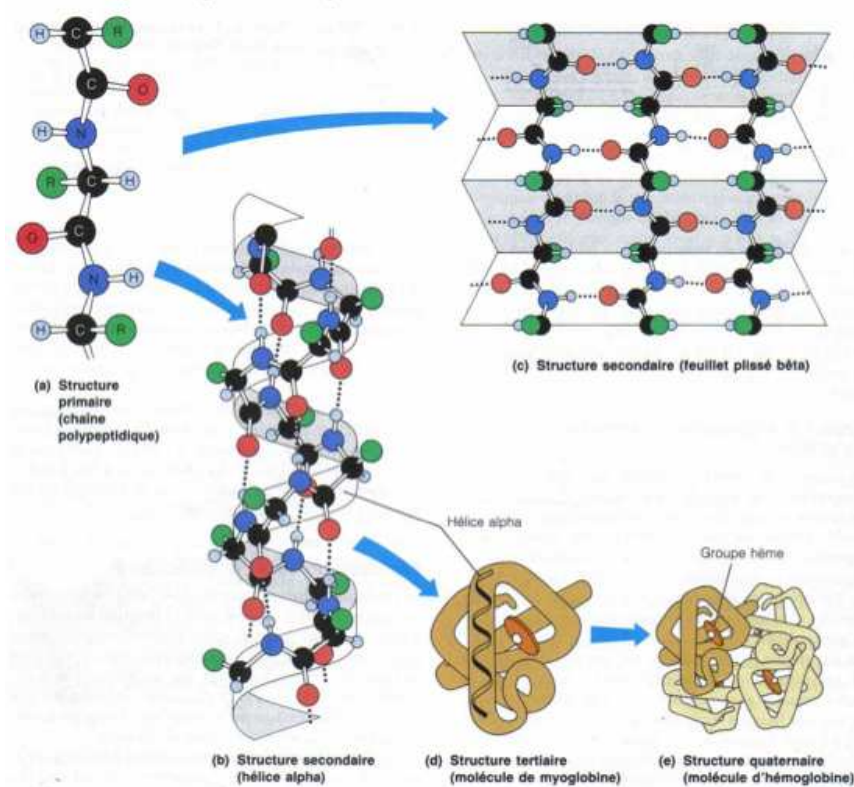 H
C
R
C
O
H
N
R
C
H
O
C
N
H
H
C
R
(a) Structure
primaire
(chaîne
polypeptidique)
(c) Structure secondaire (feuillet plissé bêta)
Hélice alpha
Groupe hème
(b) Structure secondaire
(hélice alpha)
(d) Structure tertiaire
(molécule de myoglobine)
(e) Structure quaternaire
(molécule d'hémoglobine)